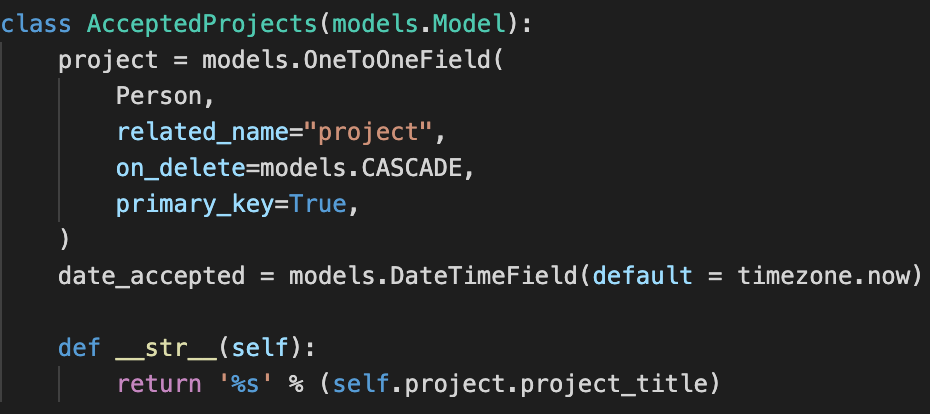 class AcceptedProjects(models.Model):
    project = models.OneToOneField(
        Person,
        related_name="project",
        on_delete=models.CASCADE,
        primary_key=True,
    )
    date_accepted = models.DateTimeField(default = timezone.now)
    def __str__(self):
        return '%s' % (self.project.project_title)